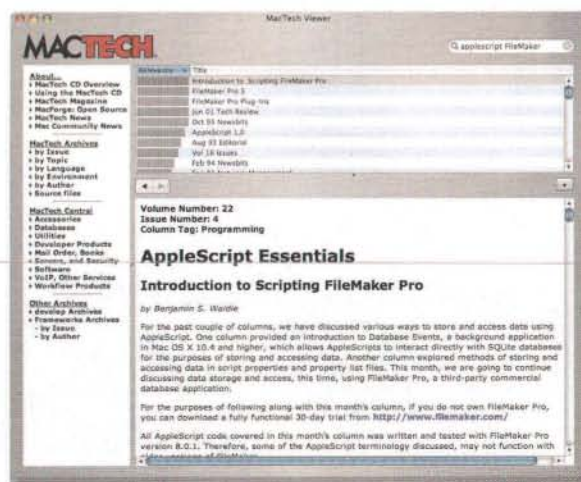 MacTech Viewer
MACTECH
applescript FileMaker
About...
MacTech CD Overview
Using the MacTech CD
MacTech Magazine
MacForge: Open Source
MacTech News
Mac Community News
MacTech Archives
by Issue
by Topic
by Language
by Environment
by Author
Source files
MacTech Central
Accessories
Databases
Utilities
Developer Products
Mail Order, Books
Servers, and Security
Software
VoIP, Other Services
Workflow Products
Other Archives
develop Archives
Frameworks Archives
- by Issue
- by Author
Relevance Title
Introduction to Scripting FileMaker Pro
FileMaker Pro 5
FileMaker Pro Plug-Ins
Jun 01 Tech Review
Oct 93 Newsbits
AppleScript 1.0
Aug 93 Editorial
Vol 16 Issues
Feb 94 Newsbits
Volume Number: 22
Issue Number: 4
Column Tag: Programming
AppleScript Essentials
Introduction to Scripting FileMaker Pro
by Benjamin S. Waldie
For the past couple of columns, we have discussed various ways to store and access data using
AppleScript. One column provided an introduction to Database Events, a background application
in Mac OS X 10.4 and higher, which allows AppleScripts to interact directly with SQLite databases
for the purposes of storing and accessing data. Another column explored methods of storing and
accessing data in script properties and property list files. This month, we are going to continue
discussing data storage and access, this time, using FileMaker Pro, a third-party commercial
database application.
For the purposes of following along with this month's column, if you do not own FileMaker Pro,
you can download a fully functional 30-day trial from http://www.filemaker.com/
All AppleScript code covered in this month's column was written and tested with FileMaker Pro
version 8.0.1. Therefore, some of the AppleScript terminology discussed, may not function with